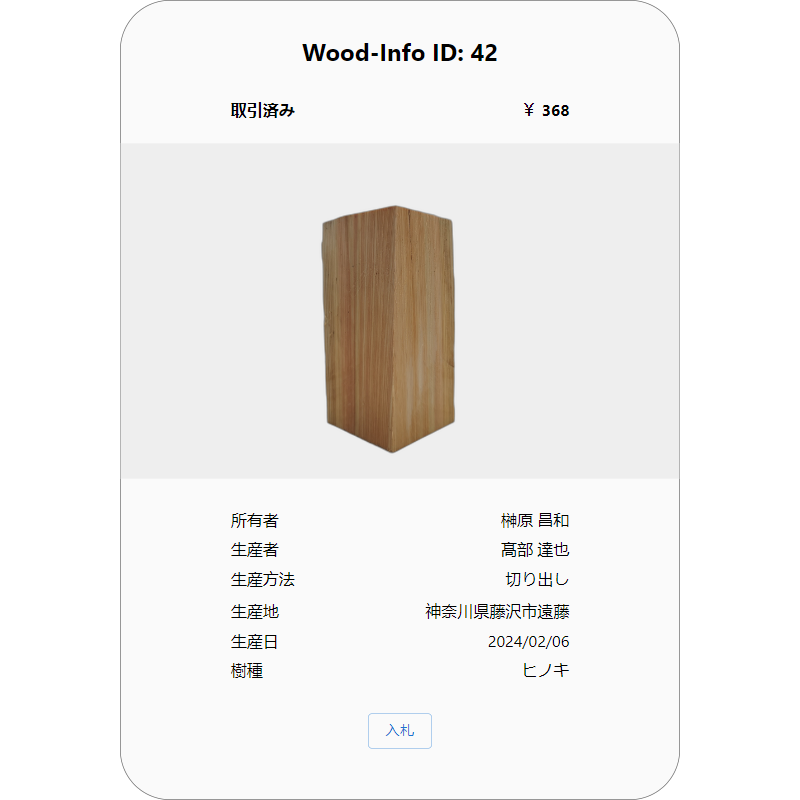 Wood-Info ID: 42
取引済み ￥ 368
所有者 榊原 昌和
生産者 高部 達也
生産方法 切り出し
生産地 神奈川県藤沢市遠藤
生産日 2024/02/06
樹種 ヒノキ
入札